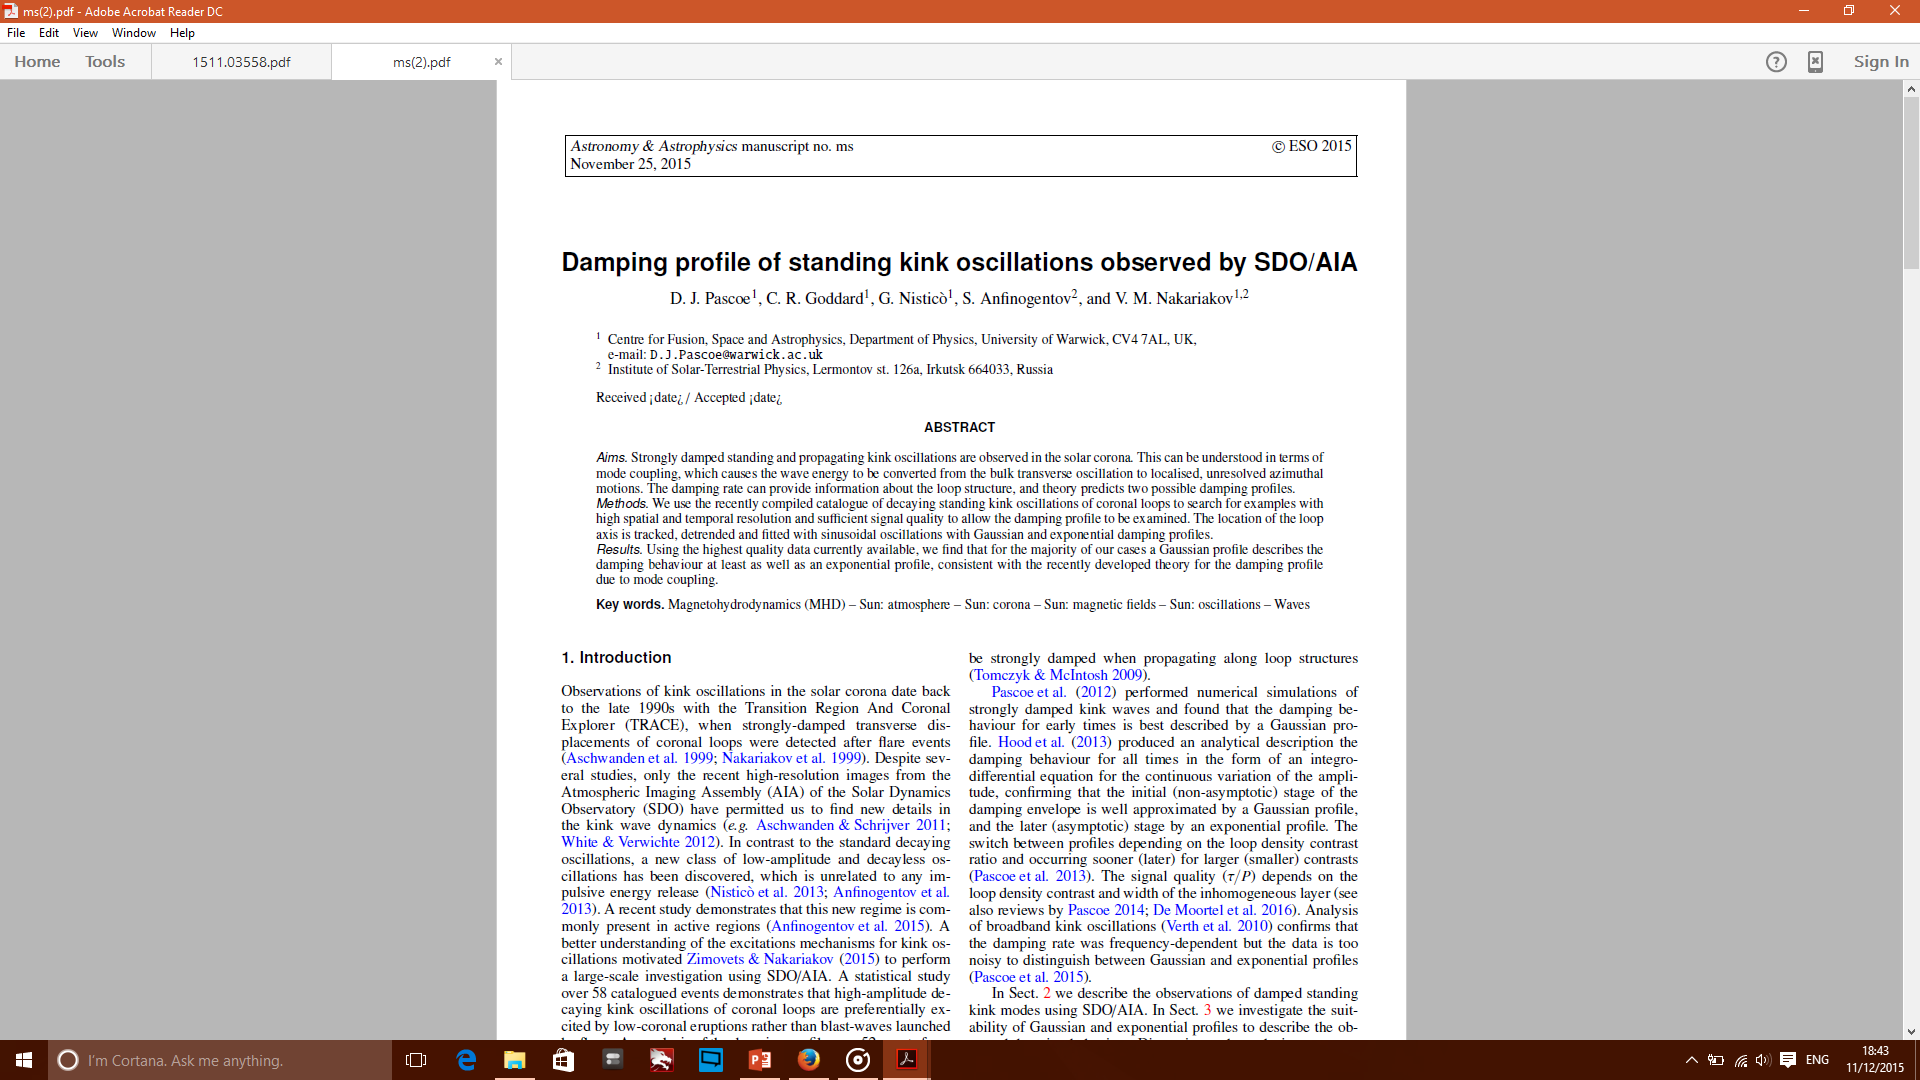 ms(2).pdf - Adobe Acrobat Reader DC
File Edit View Window Help
Home Tools 1511.03558.pdf ms(2).pdf × Sign In
Astronomy & Astrophysics manuscript no. ms © ESO 2015
November 25, 2015
Damping profile of standing kink oscillations observed by SDO/AIA
D. J. Pascoe1, C. R. Goddard1, G. Nisticò1, S. Anfinogentov2, and V. M. Nakariakov1,2
1 Centre for Fusion, Space and Astrophysics, Department of Physics, University of Warwick, CV4 7AL, UK,
e-mail: D.J.Pascoe@warwick.ac.uk
2 Institute of Solar-Terrestrial Physics, Lermontov st. 126a, Irkutsk 664033, Russia
Received ¡date¿ / Accepted ¡date¿
ABSTRACT
Aims. Strongly damped standing and propagating kink oscillations are observed in the solar corona. This can be understood in terms of
mode coupling, which causes the wave energy to be converted from the bulk transverse oscillation to localised, unresolved azimuthal
motions. The damping rate can provide information about the loop structure, and theory predicts two possible damping profiles.
Methods. We use the recently compiled catalogue of decaying standing kink oscillations of coronal loops to search for examples with
high spatial and temporal resolution and sufficient signal quality to allow the damping profile to be examined. The location of the loop
axis is tracked, detrended and fitted with sinusoidal oscillations with Gaussian and exponential damping profiles.
Results. Using the highest quality data currently available, we find that for the majority of our cases a Gaussian profile describes the
damping behaviour at least as well as an exponential profile, consistent with the recently developed theory for the damping profile
due to mode coupling.
Key words. Magnetohydrodynamics (MHD) – Sun: atmosphere – Sun: corona – Sun: magnetic fields – Sun: oscillations – Waves
1. Introduction
Observations of kink oscillations in the solar corona date back
to the late 1990s with the Transition Region And Coronal
Explorer (TRACE), when strongly-damped transverse dis-
placements of coronal loops were detected after flare events
(Aschwanden et al. 1999; Nakariakov et al. 1999). Despite sev-
eral studies, only the recent high-resolution images from the
Atmospheric Imaging Assembly (AIA) of the Solar Dynamics
Observatory (SDO) have permitted us to find new details in
the kink wave dynamics (e.g. Aschwanden & Schrijver 2011;
White & Verwichte 2012). In contrast to the standard decaying
oscillations, a new class of low-amplitude and decayless os-
cillations has been discovered, which is unrelated to any im-
pulsive energy release (Nisticò et al. 2013; Anfinogentov et al.
2013). A recent study demonstrates that this new regime is com-
monly present in active regions (Anfinogentov et al. 2015). A
better understanding of the excitations mechanisms for kink os-
cillations motivated Zimovets & Nakariakov (2015) to perform
a large-scale investigation using SDO/AIA. A statistical study
over 58 catalogued events demonstrates that high-amplitude de-
caying kink oscillations of coronal loops are preferentially ex-
cited by low-coronal eruptions rather than blast-waves launched
be strongly damped when propagating along loop structures
(Tomczyk & McIntosh 2009).
Pascoe et al. (2012) performed numerical simulations of
strongly damped kink waves and found that the damping be-
haviour for early times is best described by a Gaussian pro-
file. Hood et al. (2013) produced an analytical description the
damping behaviour for all times in the form of an integro-
differential equation for the continuous variation of the ampli-
tude, confirming that the initial (non-asymptotic) stage of the
damping envelope is well approximated by a Gaussian profile,
and the later (asymptotic) stage by an exponential profile. The
switch between profiles depending on the loop density contrast
ratio and occurring sooner (later) for larger (smaller) contrasts
(Pascoe et al. 2013). The signal quality (τ/P) depends on the
loop density contrast and width of the inhomogeneous layer (see
also reviews by Pascoe 2014; De Moortel et al. 2016). Analysis
of broadband kink oscillations (Verth et al. 2010) confirms that
the damping rate was frequency-dependent but the data is too
noisy to distinguish between Gaussian and exponential profiles
(Pascoe et al. 2015).
In Sect. 2 we describe the observations of damped standing
kink modes using SDO/AIA. In Sect. 3 we investigate the suit-
ability of Gaussian and exponential profiles to describe the ob-
I'm Cortana. Ask me anything.
ENG
18:43
11/12/2015